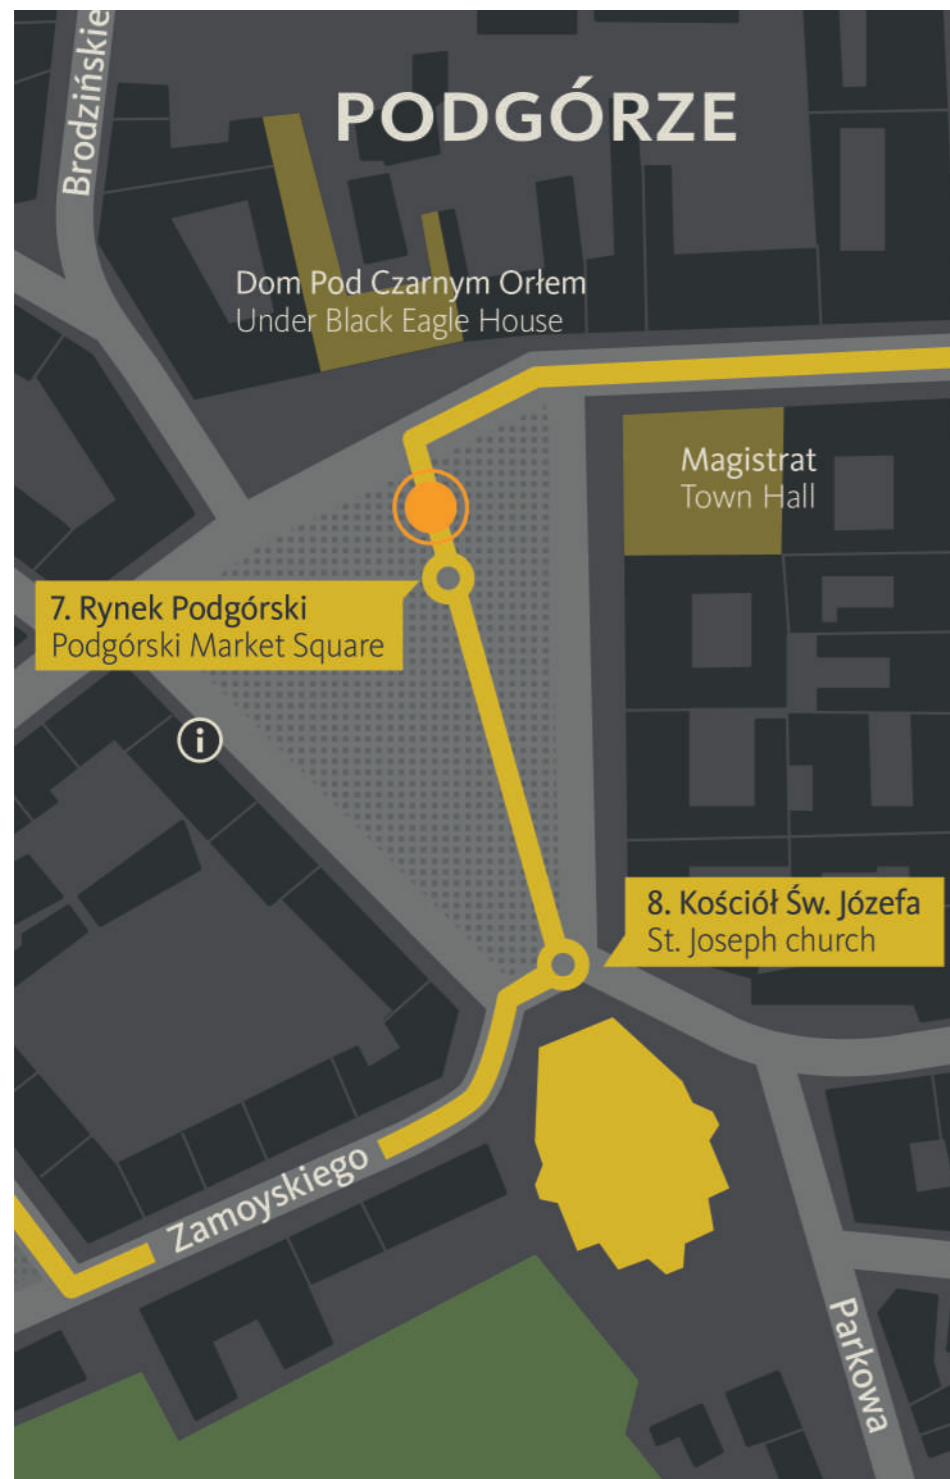 Brodzińskie
PODGÓRZE
Dom Pod Czarnym Orłem
Under Black Eagle House
Magistrat
Town Hall
7. Rynek Podgórski
Podgórski Market Square
i
8. Kościół Św. Józefa
St. Joseph church
Zamoyskiego
Parkowa